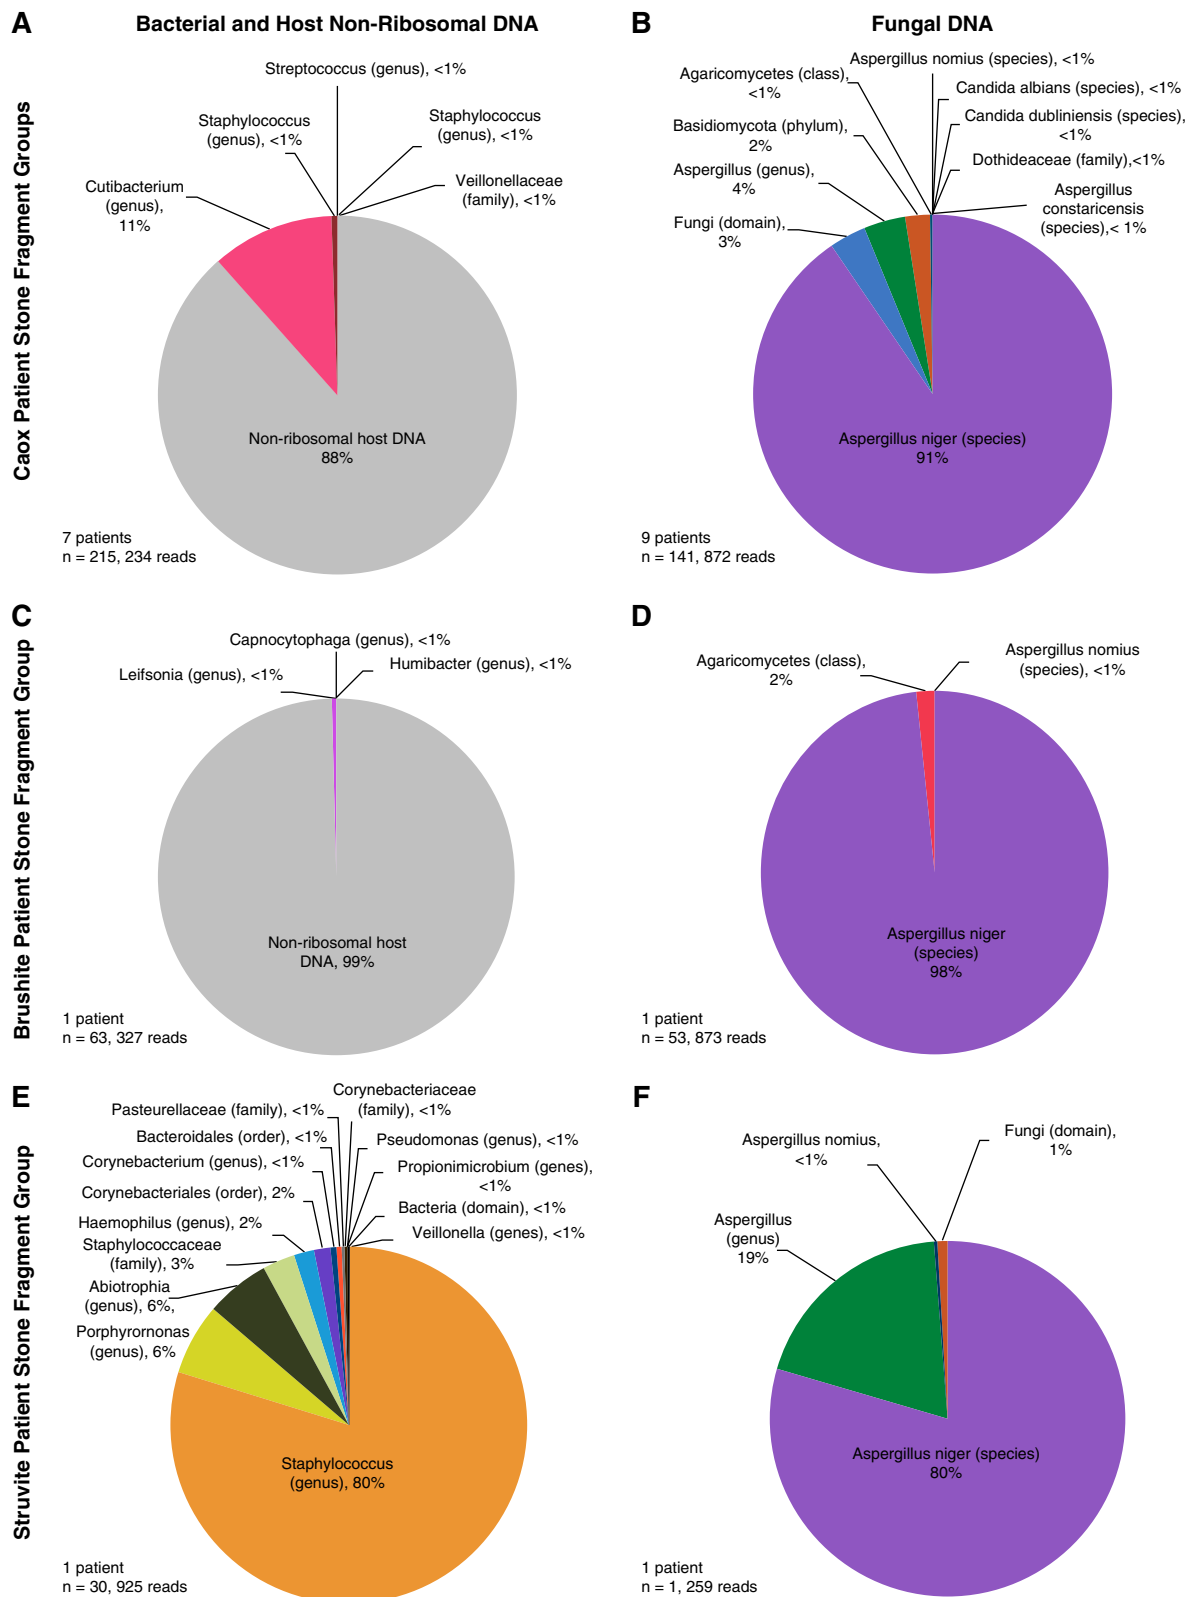 A
Bacterial and Host Non-Ribosomal DNA
B
Fungal DNA
Caox Patient Stone Fragment Groups
Streptococcus (genus), <1%
Staphylococcus
(genus), <1%
Staphylococcus
(genus), <1%
Cutibacterium
(genus),
11%
Veillonellaceae
(family), <1%
Non-ribosomal host DNA
88%
7 patients
n = 215, 234 reads
Aspergillus nomius (species), <1%
Agaricomycetes (class),
<1%
Candida albians (species), <1%
Candida dubliniensis (species),
<1%
Basidiomycota (phylum),
2%
Dothideaceae (family),<1%
Aspergillus (genus),
4%
Aspergillus
constaricensis
(species),< 1%
Fungi (domain),
3%
Aspergillus niger (species)
91%
9 patients
n = 141, 872 reads
C
Brushite Patient Stone Fragment Group
Capnocytophaga (genus), <1%
Leifsonia (genus), <1%
Humibacter (genus), <1%
Non-ribosomal host
DNA, 99%
1 patient
n = 63, 327 reads
D
Agaricomycetes (class),
2%
Aspergillus nomius
(species), <1%
Aspergillus niger
(species)
98%
1 patient
n = 53, 873 reads
E
Struvite Patient Stone Fragment Group
Corynebacteriaceae
(family), <1%
Pasteurellaceae (family), <1%
Bacteroidales (order), <1%
Pseudomonas (genus), <1%
Corynebacterium (genus), <1%
Propionimicrobium (genes),
<1%
Corynebacteriales (order), 2%
Bacteria (domain), <1%
Haemophilus (genus), 2%
Veillonella (genes), <1%
Staphylococcaceae
(family), 3%
Abiotrophia
(genus), 6%,
Porphyrornonas
(genus), 6%
Staphylococcus
(genus), 80%
1 patient
n = 30, 925 reads
F
Aspergillus nomius,
<1%
Fungi (domain),
1%
Aspergillus
(genus)
19%
Aspergillus niger (species)
80%
1 patient
n = 1, 259 reads